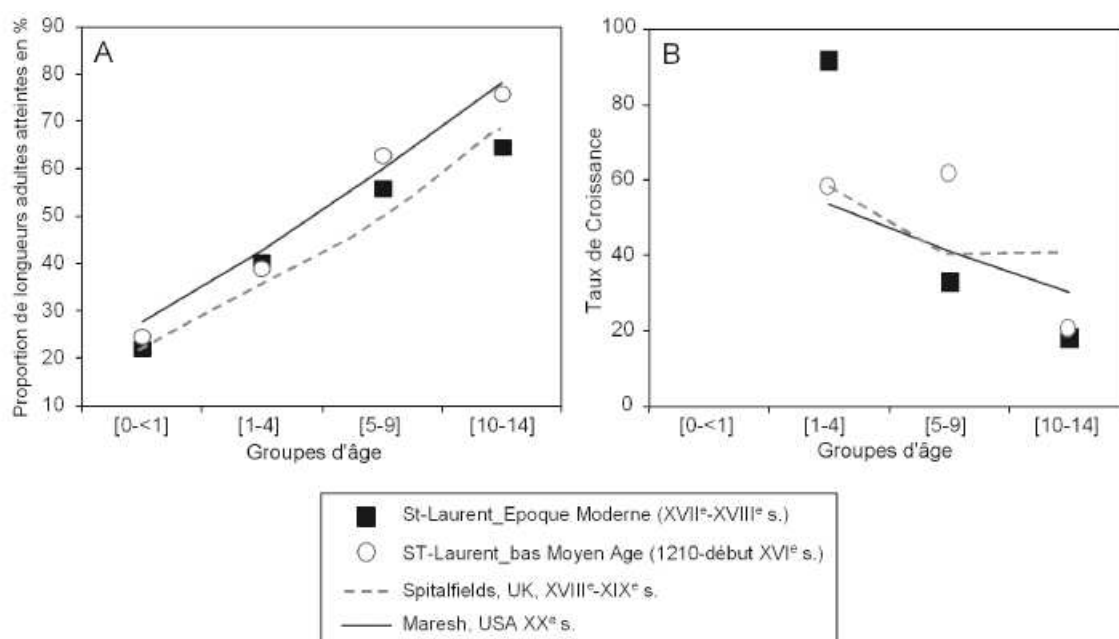 A
Proportion de longueurs adultes atteintes en %
90
80
70
60
50
40
30
20
10
[0-<1]
[1-4]
[5-9]
[10-14]
Groupes d'âge
B
Taux de Croissance
100
80
60
40
20
0
[0-<1]
[1-4]
[5-9]
[10-14]
Groupes d'âge
St-Laurent_Epoque Moderne (XVIIe-XVIIIe s.)
ST-Laurent_bas Moyen Age (1210-début XVIe s.)
Spitalfields, UK, XVIIIe-XIXe s.
Maresh, USA XXe s.